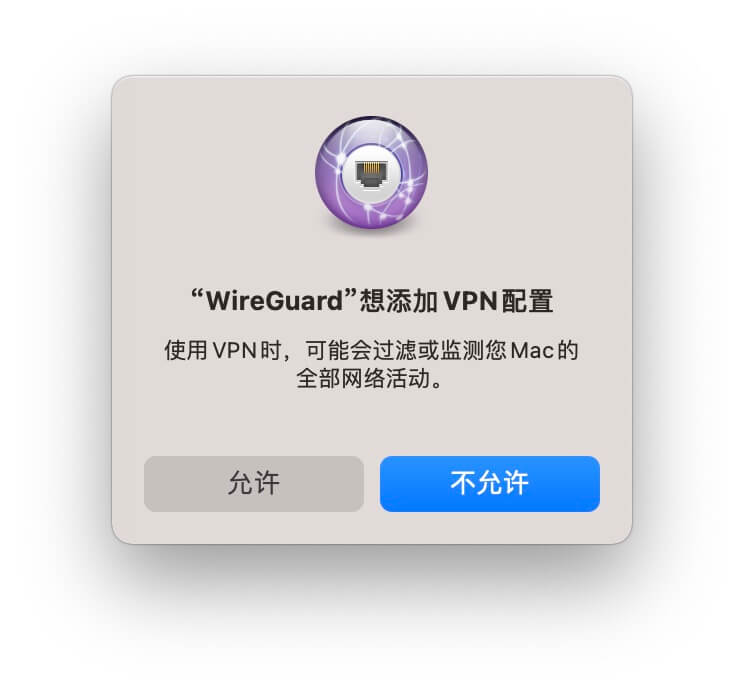 “WireGuard”想添加 VPN 配置
使用 VPN 时，可能会过滤或监测您 Mac 的
全部网络活动。
允许
不允许